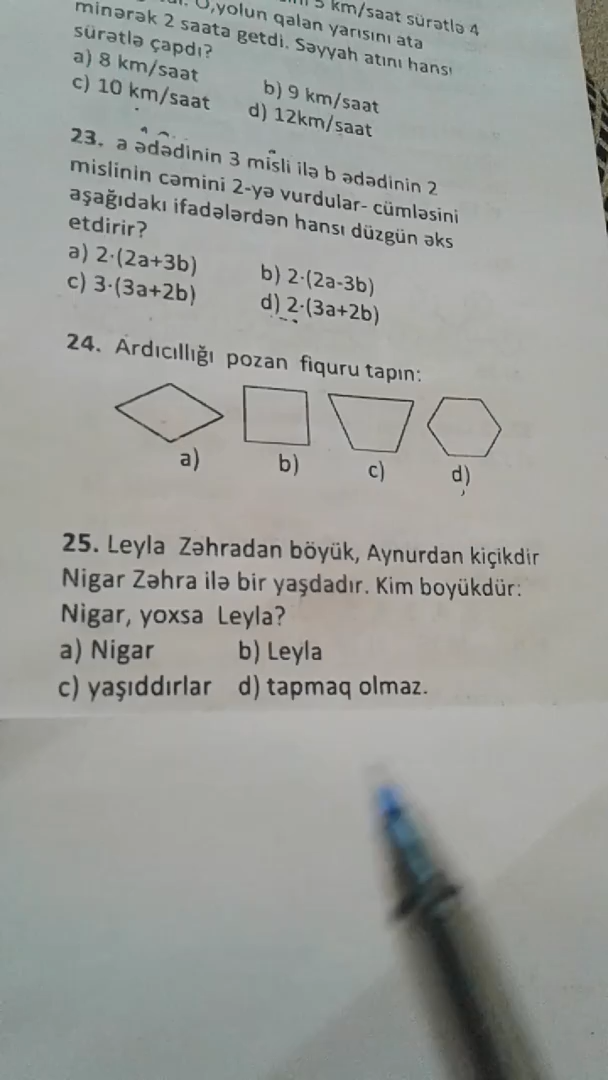 km/saat sürətlə 4
yolun qalan yarısını ata
minərək 2 saata getdi. Səyyah atını hansı
sürətlə çapdı?
a) 8 km/saat b) 9 km/saat
c) 10 km/saat d) 12km/saat
23. a ədədinin 3 misli ilə b ədədinin 2
mislinin cəmini 2-yə vurdular- cümləsini
aşağıdakı ifadələrdən hansı düzgün əks
etdirir?
a) 2·(2a+3b) b) 2·(2a-3b)
c) 3·(3a+2b) d) 2·(3a+2b)
24. Ardıcıllığı pozan fiquru tapın:
a) b) c) d)
25. Leyla Zəhradan böyük, Aynurdan kiçikdir
Nigar Zəhra ilə bir yaşdadır. Kim boyükdür:
Nigar, yoxsa Leyla?
a) Nigar b) Leyla
c) yaşıddırlar d) tapmaq olmaz.